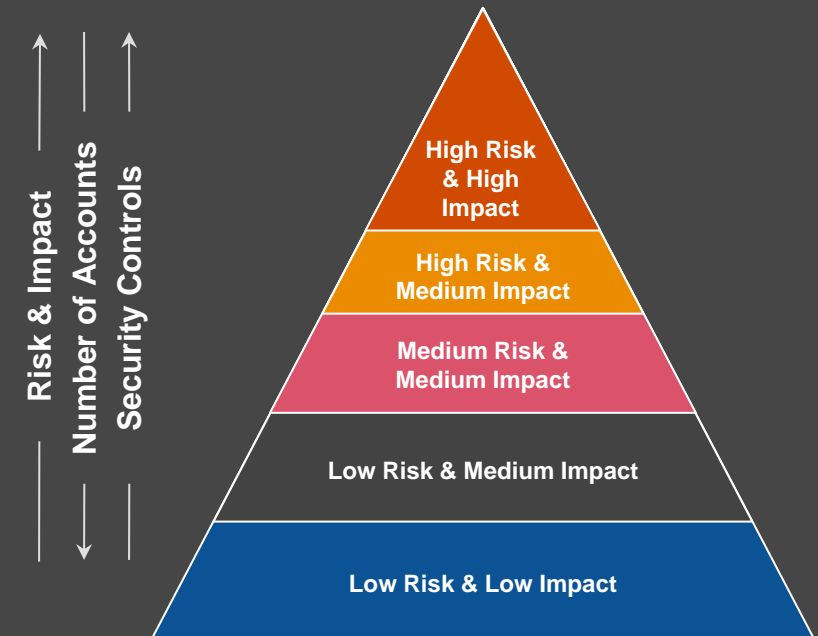 Risk & Impact
Number of Accounts
Security Controls
High Risk
& High
Impact
High Risk &
Medium Impact
Medium Risk &
Medium Impact
Low Risk & Medium Impact
Low Risk & Low Impact